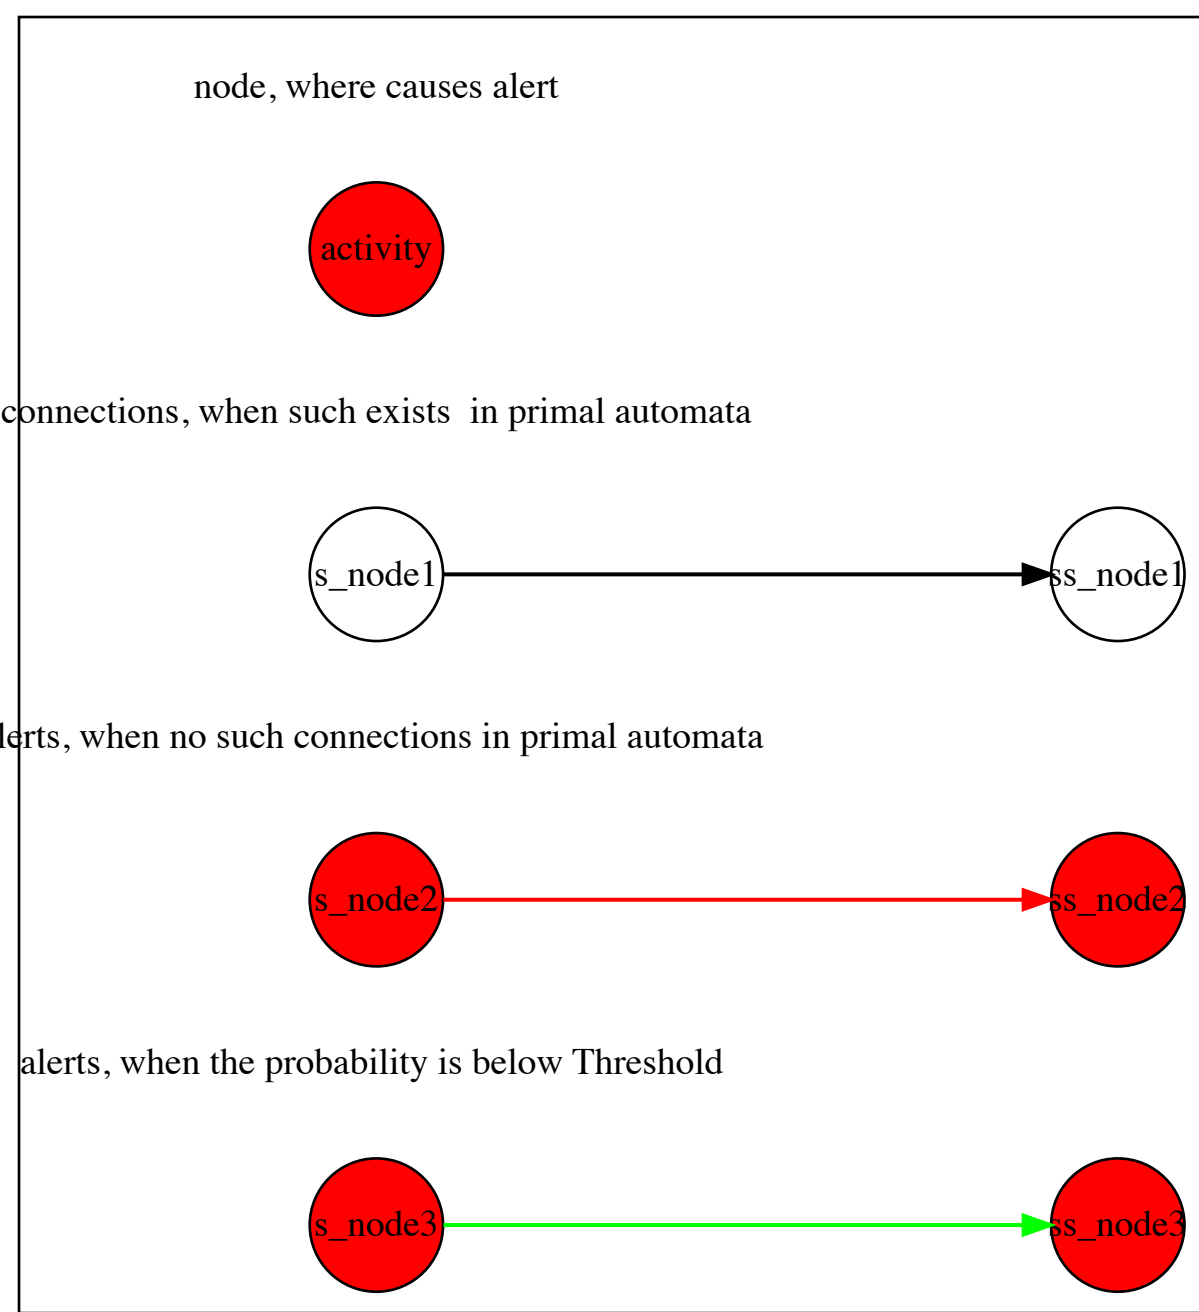 node, where causes alert
activity
connections, when such exists  in primal automata
s_node1
ss_node1
lerts, when no such connections in primal automata
s_node2
ss_node2
alerts, when the probability is below Threshold
s_node3
ss_node3